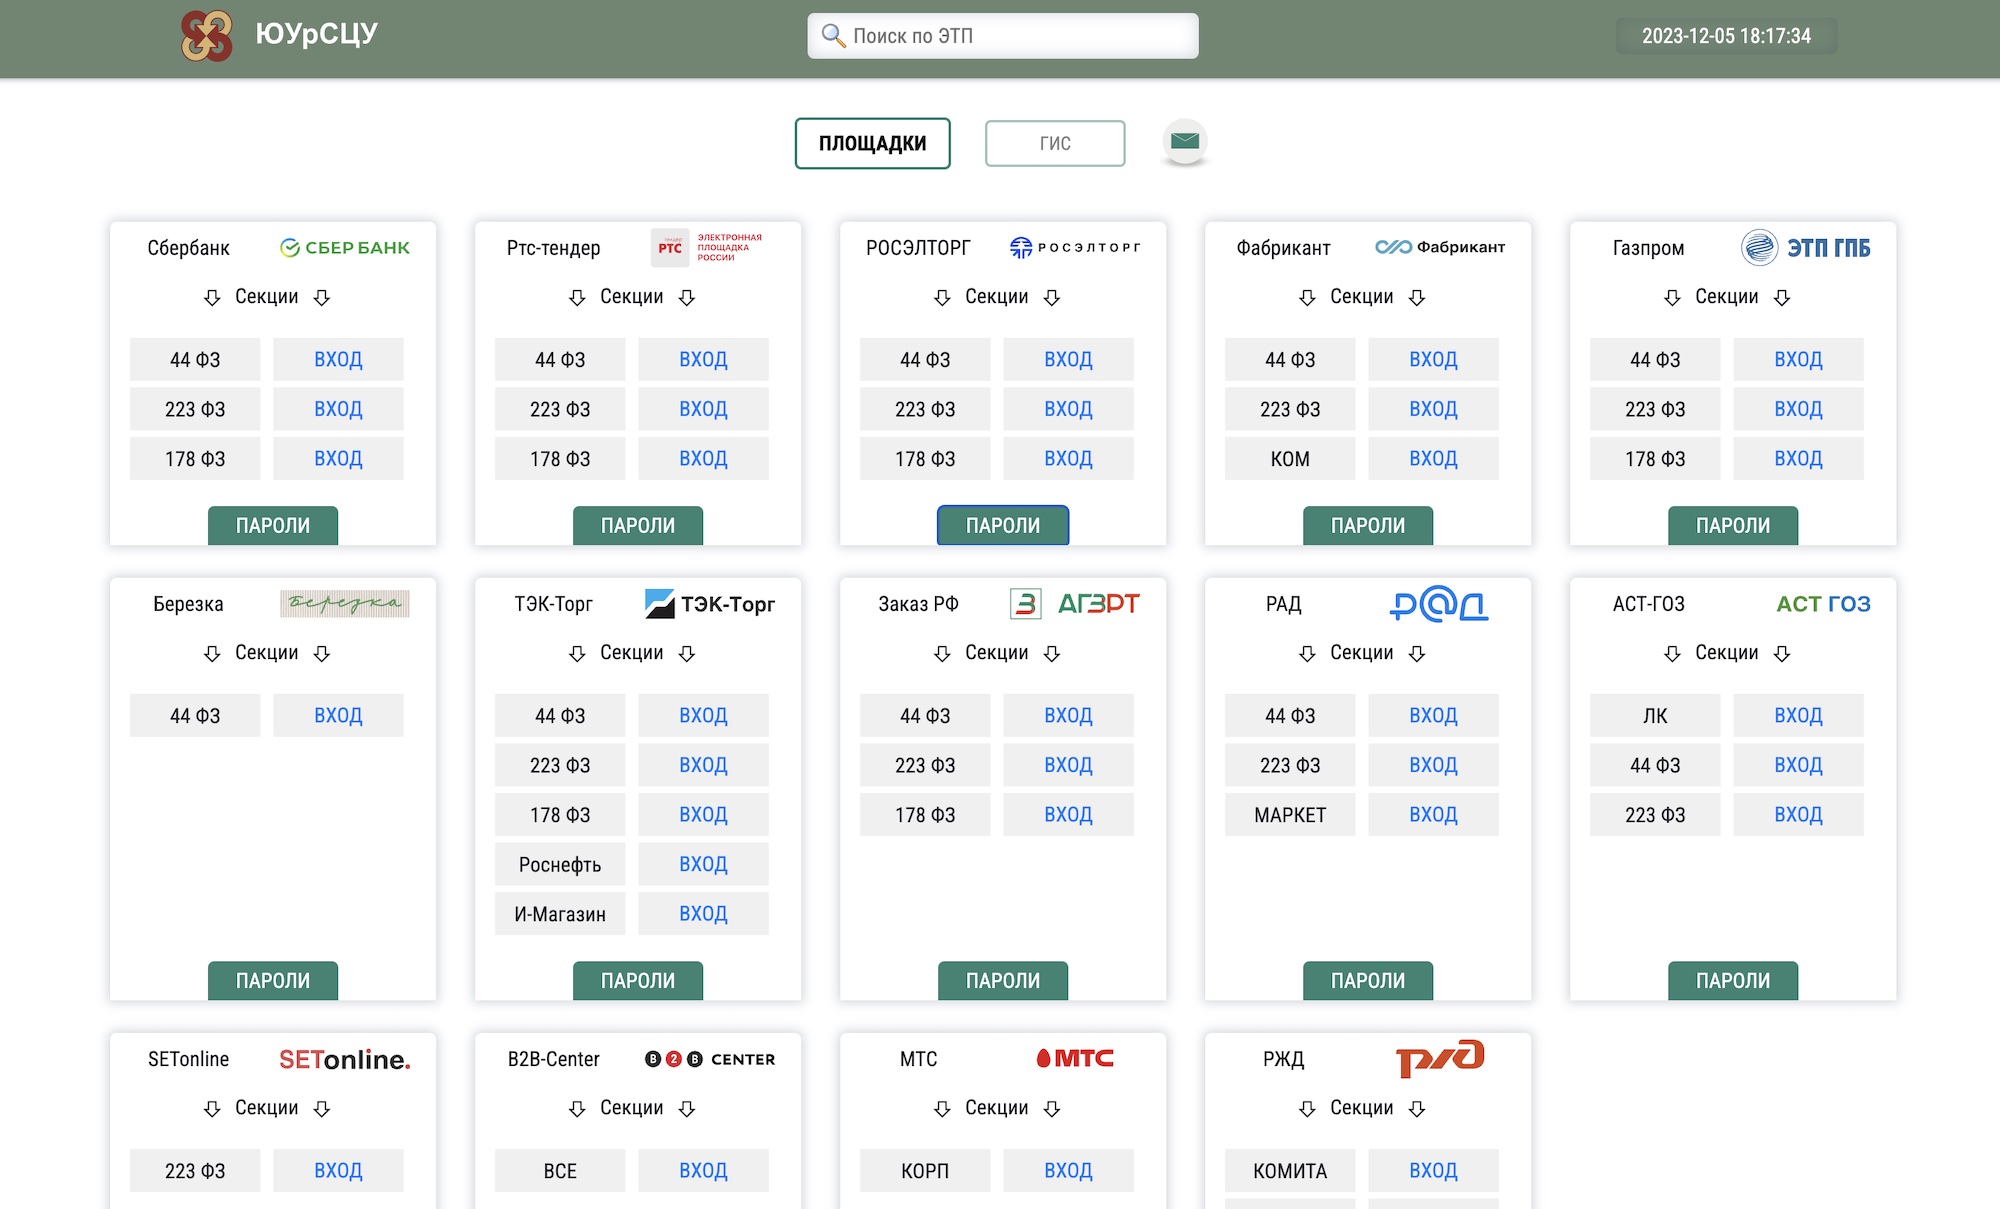 ЮУрСЦУ
Поиск по ЭТП
2023-12-05 18:17:34
ПЛОЩАДКИ
ГИС
Сбербанк СБЕР БАНК
Секции
44 ФЗ ВХОД
223 ФЗ ВХОД
178 ФЗ ВХОД
ПАРОЛИ
Ртс-тендер РТС ЭЛЕКТРОННАЯ
ПЛОЩАДКА
РОССИИ
Секции
44 ФЗ ВХОД
223 ФЗ ВХОД
178 ФЗ ВХОД
ПАРОЛИ
РОСЭЛТОРГ РОСЭЛТОРГ
Секции
44 ФЗ ВХОД
223 ФЗ ВХОД
178 ФЗ ВХОД
ПАРОЛИ
Фабрикант Фабрикант
Секции
44 ФЗ ВХОД
223 ФЗ ВХОД
КОМ ВХОД
ПАРОЛИ
Газпром ЭТП ГПБ
Секции
44 ФЗ ВХОД
223 ФЗ ВХОД
178 ФЗ ВХОД
ПАРОЛИ
Березка Березка
Секции
44 ФЗ ВХОД
ПАРОЛИ
ТЭК-Торг ТЭК-Торг
Секции
44 ФЗ ВХОД
223 ФЗ ВХОД
178 ФЗ ВХОД
Роснефть ВХОД
И-Магазин ВХОД
ПАРОЛИ
Заказ РФ З АГЗРТ
Секции
44 ФЗ ВХОД
223 ФЗ ВХОД
178 ФЗ ВХОД
ПАРОЛИ
РАД Р@Д
Секции
44 ФЗ ВХОД
223 ФЗ ВХОД
МАРКЕТ ВХОД
ПАРОЛИ
АСТ-ГОЗ АСТ ГОЗ
Секции
ЛК ВХОД
44 ФЗ ВХОД
223 ФЗ ВХОД
ПАРОЛИ
SETonline SETonline.
Секции
223 ФЗ ВХОД
B2B-Center B2B CENTER
Секции
ВСЕ ВХОД
МТС МТС
Секции
КОРП ВХОД
РЖД РЖД
Секции
КОМИТА ВХОД